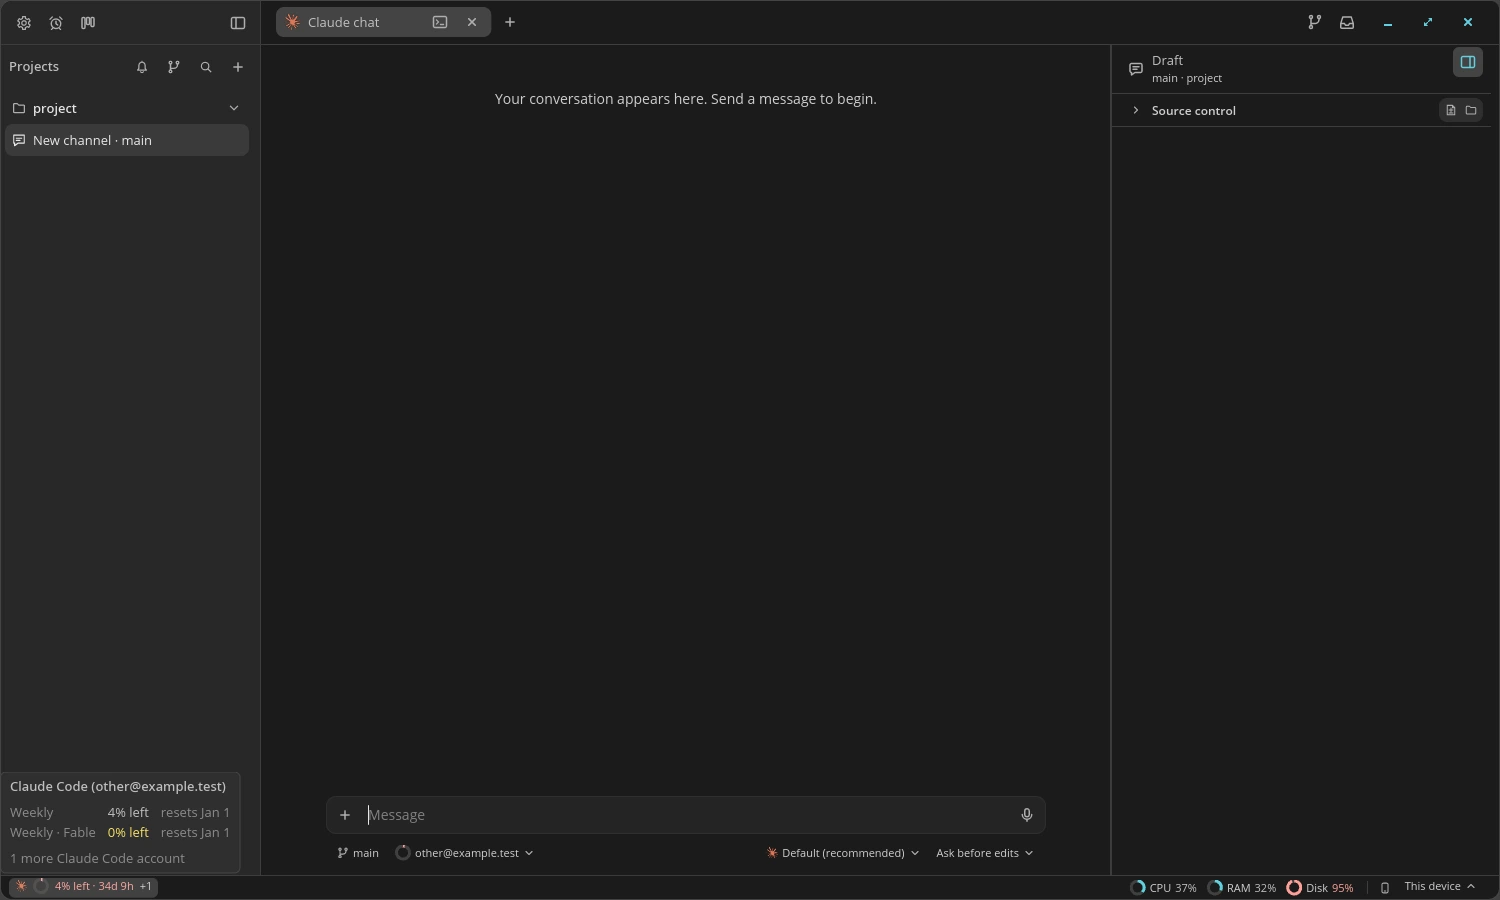 Claude chat
Projects
project
New channel · main
Your conversation appears here. Send a message to begin.
Draft
main · project
Source control
Claude Code (other@example.test)
Weekly 4% left resets Jan 1
Weekly · Fable 0% left resets Jan 1
1 more Claude Code account
Message
main other@example.test Default (recommended) Ask before edits
4% left · 34d 9h +1
CPU 37% RAM 32% Disk 95% This device